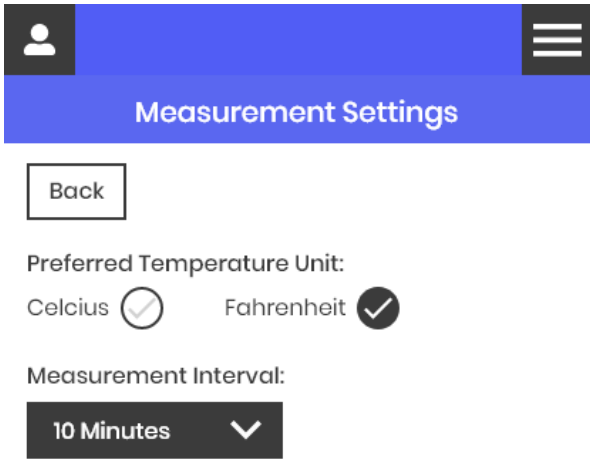 Measurement Settings
Back
Preferred Temperature Unit:
Celcius Fahrenheit
Measurement Interval:
10 Minutes